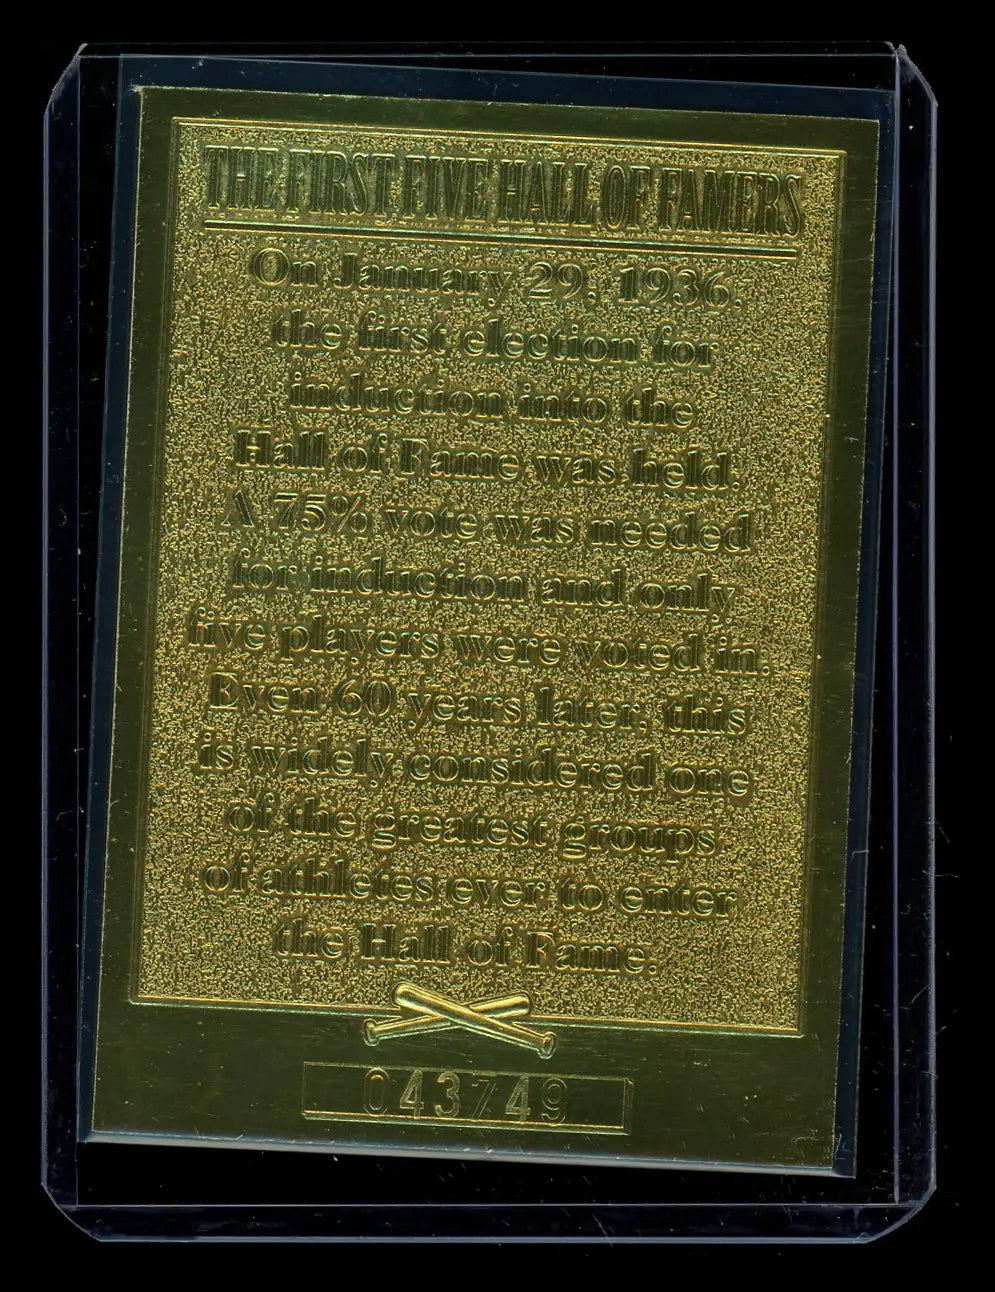 THE FIRST FIVE HALL OF FAMERS
On January 29, 1936,
the first election for
induction into the
Hall of Fame was held.
A 75% vote was needed
for induction and only
five players were voted in.
Even 60 years later, this
is widely considered one
of the greatest groups
of athletes ever to enter
the Hall of Fame.
043749